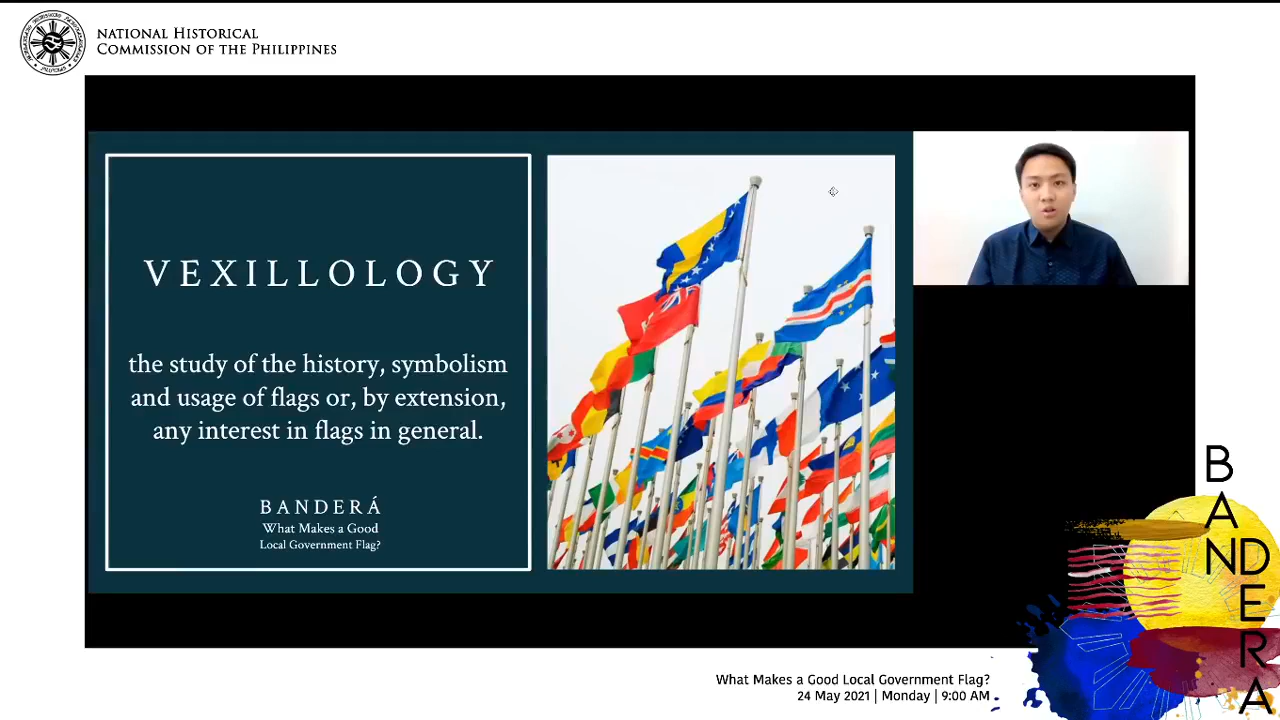 NATIONAL HISTORICAL
COMMISSION OF THE PHILIPPINES
VEXILLOLOGY
the study of the history, symbolism
and usage of flags or, by extension,
any interest in flags in general.
BANDERÁ
What Makes a Good
Local Government Flag?
BANDERA
What Makes a Good Local Government Flag?
24 May 2021 | Monday | 9:00 AM